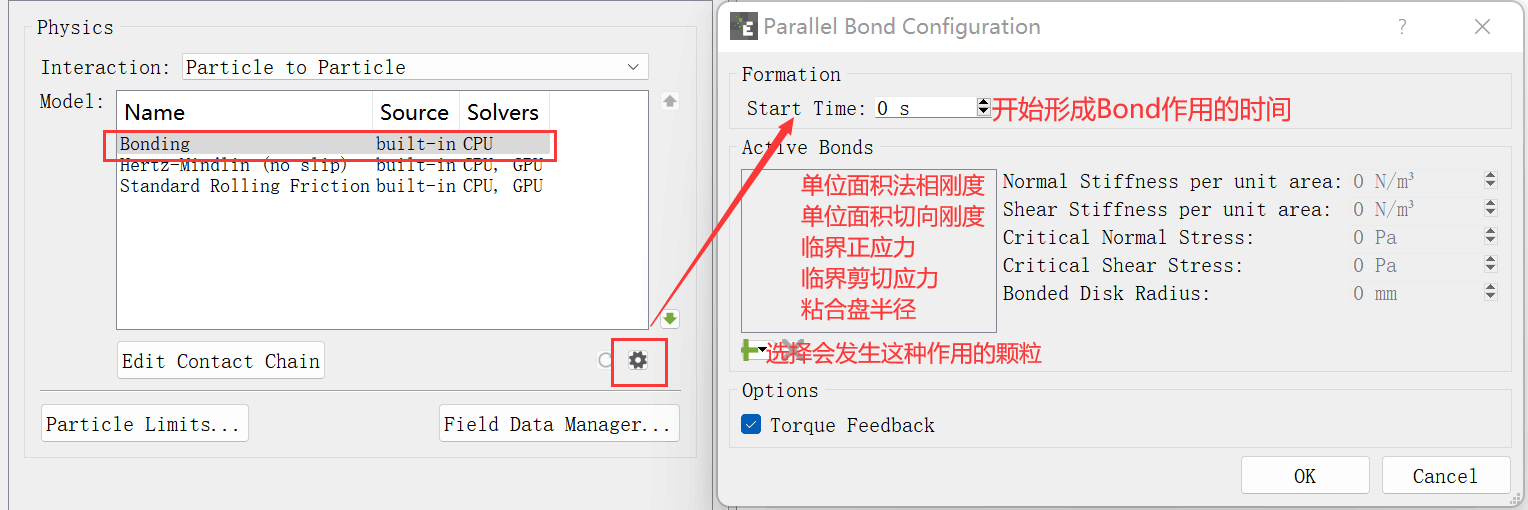 Physics
Interaction: Particle to Particle
Model:
Name Source Solvers
Bonding built-in CPU
Hertz-Mindlin (no slip) built-in CPU, GPU
Standard Rolling Friction built-in CPU, GPU
Edit Contact Chain
Particle Limits...
Field Data Manager...
E Parallel Bond Configuration ?
Formation
Start Time: 0 s 开始形成Bond作用的时间
Active Bonds
单位面积法相刚度 Normal Stiffness per unit area: 0 N/m³
单位面积切向刚度 Shear Stiffness per unit area: 0 N/m³
临界正应力 Critical Normal Stress: 0 Pa
临界剪切应力 Critical Shear Stress: 0 Pa
粘合盘半径 Bonded Disk Radius: 0 mm
选择会发生这种作用的颗粒
Options
Torque Feedback
OK Cancel